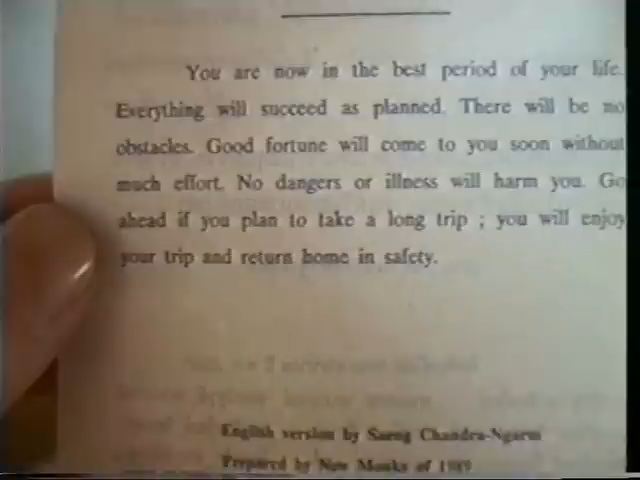 You are now in the best period of your life.
Everything will succeed as planned. There will be no
obstacles. Good fortune will come to you soon without
much effort. No dangers or illness will harm you. Go
ahead if you plan to take a long trip ; you will enjoy
your trip and return home in safety.
English version by Sarng Chandra-Ngarm
Prepared by New Monks of 1989